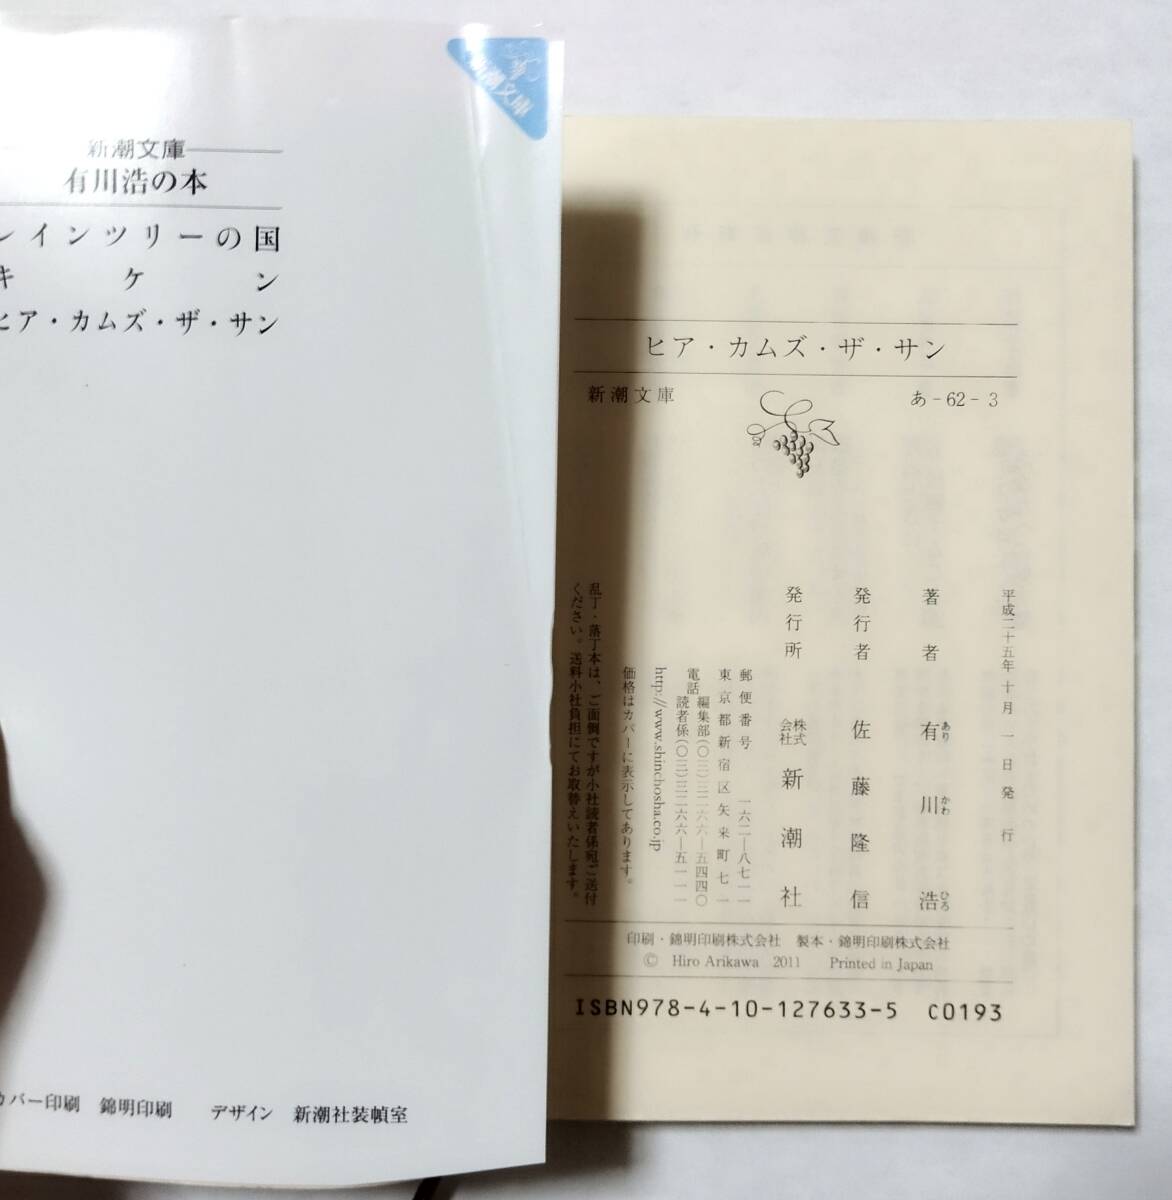 新潮文庫
新潮文庫
有川浩の本
レインツリーの国
キケン
ヒア・カムズ・ザ・サン
カバー印刷 錦明印刷 デザイン 新潮社装幀室
ヒア・カムズ・ザ・サン
新潮文庫 あ-62-3
平成二十五年十月一日発行
著者 有川浩
あり かわ ひろ
発行者 佐藤隆信
発行所 株式会社 新潮社
郵便番号 一六二―八七一一
東京都新宿区矢来町七一
電話 編集部(〇三)三二六六―五四四〇
読者係(〇三)三二六六―五一一一
http://www.shinchosha.co.jp
価格はカバーに表示してあります。
乱丁・落丁本は、ご面倒ですが小社読者係宛ご送付
ください。送料小社負担にてお取替えいたします。
印刷・錦明印刷株式会社 製本・錦明印刷株式会社
© Hiro Arikawa 2011 Printed in Japan
ISBN978-4-10-127633-5 C0193